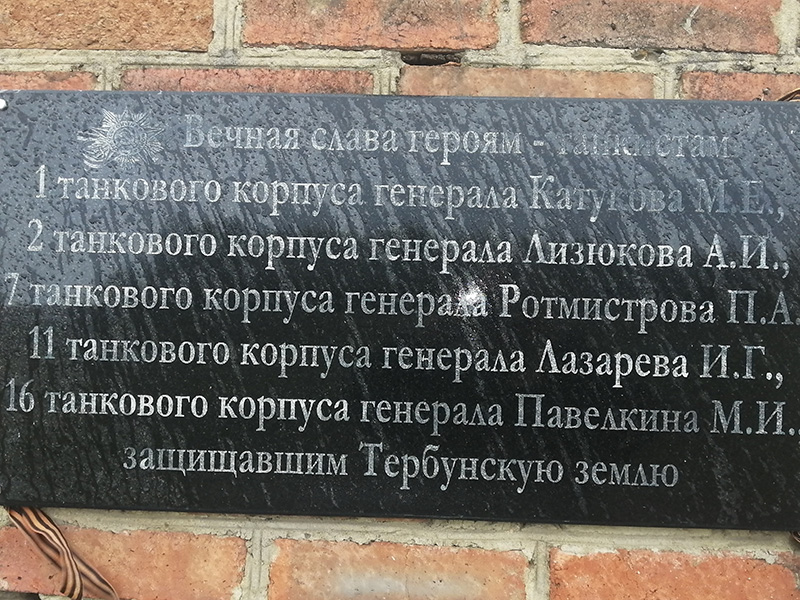 Вечная слава героям - танкистам
1 танкового корпуса генерала Катукова М.Е.,
2 танкового корпуса генерала Лизюкова А.И.,
7 танкового корпуса генерала Ротмистрова П.А.
11 танкового корпуса генерала Лазарева И.Г.,
16 танкового корпуса генерала Павелкина М.И.,
защищавшим Тербунскую землю